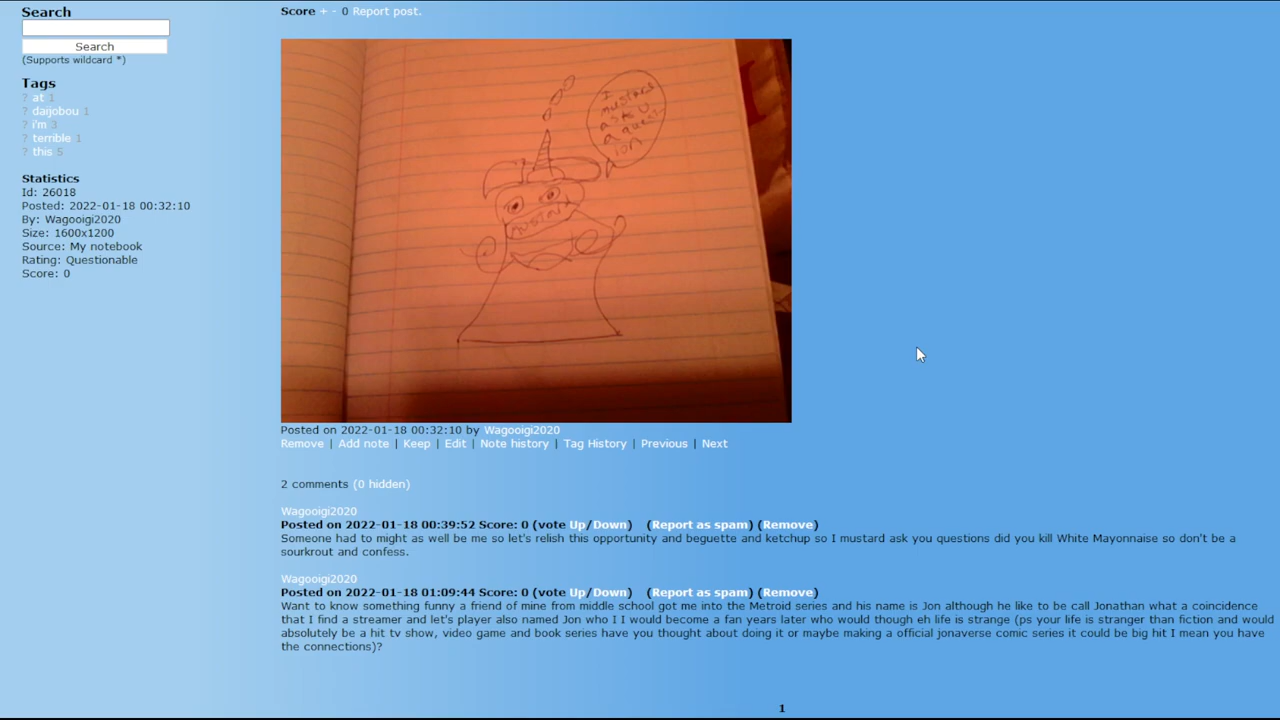 Search
Search
(Supports wildcard *)
Tags
? at 1
? daijobou 1
? i'm 3
? terrible 1
? this 5
Statistics
Id: 26018
Posted: 2022-01-18 00:32:10
By: Wagooigi2020
Size: 1600x1200
Source: My notebook
Rating: Questionable
Score: 0
Score + - 0 Report post.
I
mustard
ask U
a quest
ion
mustard
Posted on 2022-01-18 00:32:10 by Wagooigi2020
Remove | Add note | Keep | Edit | Note history | Tag History | Previous | Next
2 comments (0 hidden)
Wagooigi2020
Posted on 2022-01-18 00:39:52 Score: 0 (vote Up/Down) (Report as spam) (Remove)
Someone had to might as well be me so let's relish this opportunity and beguette and ketchup so I mustard ask you questions did you kill White Mayonnaise so don't be a
sourkrout and confess.
Wagooigi2020
Posted on 2022-01-18 01:09:44 Score: 0 (vote Up/Down) (Report as spam) (Remove)
Want to know something funny a friend of mine from middle school got me into the Metroid series and his name is Jon although he like to be call Jonathan what a coincidence
that I find a streamer and let's player also named Jon who I I would become a fan years later who would though eh life is strange (ps your life is stranger than fiction and would
absolutely be a hit tv show, video game and book series have you thought about doing it or maybe making a official jonaverse comic series it could be big hit I mean you have
the connections)?
1